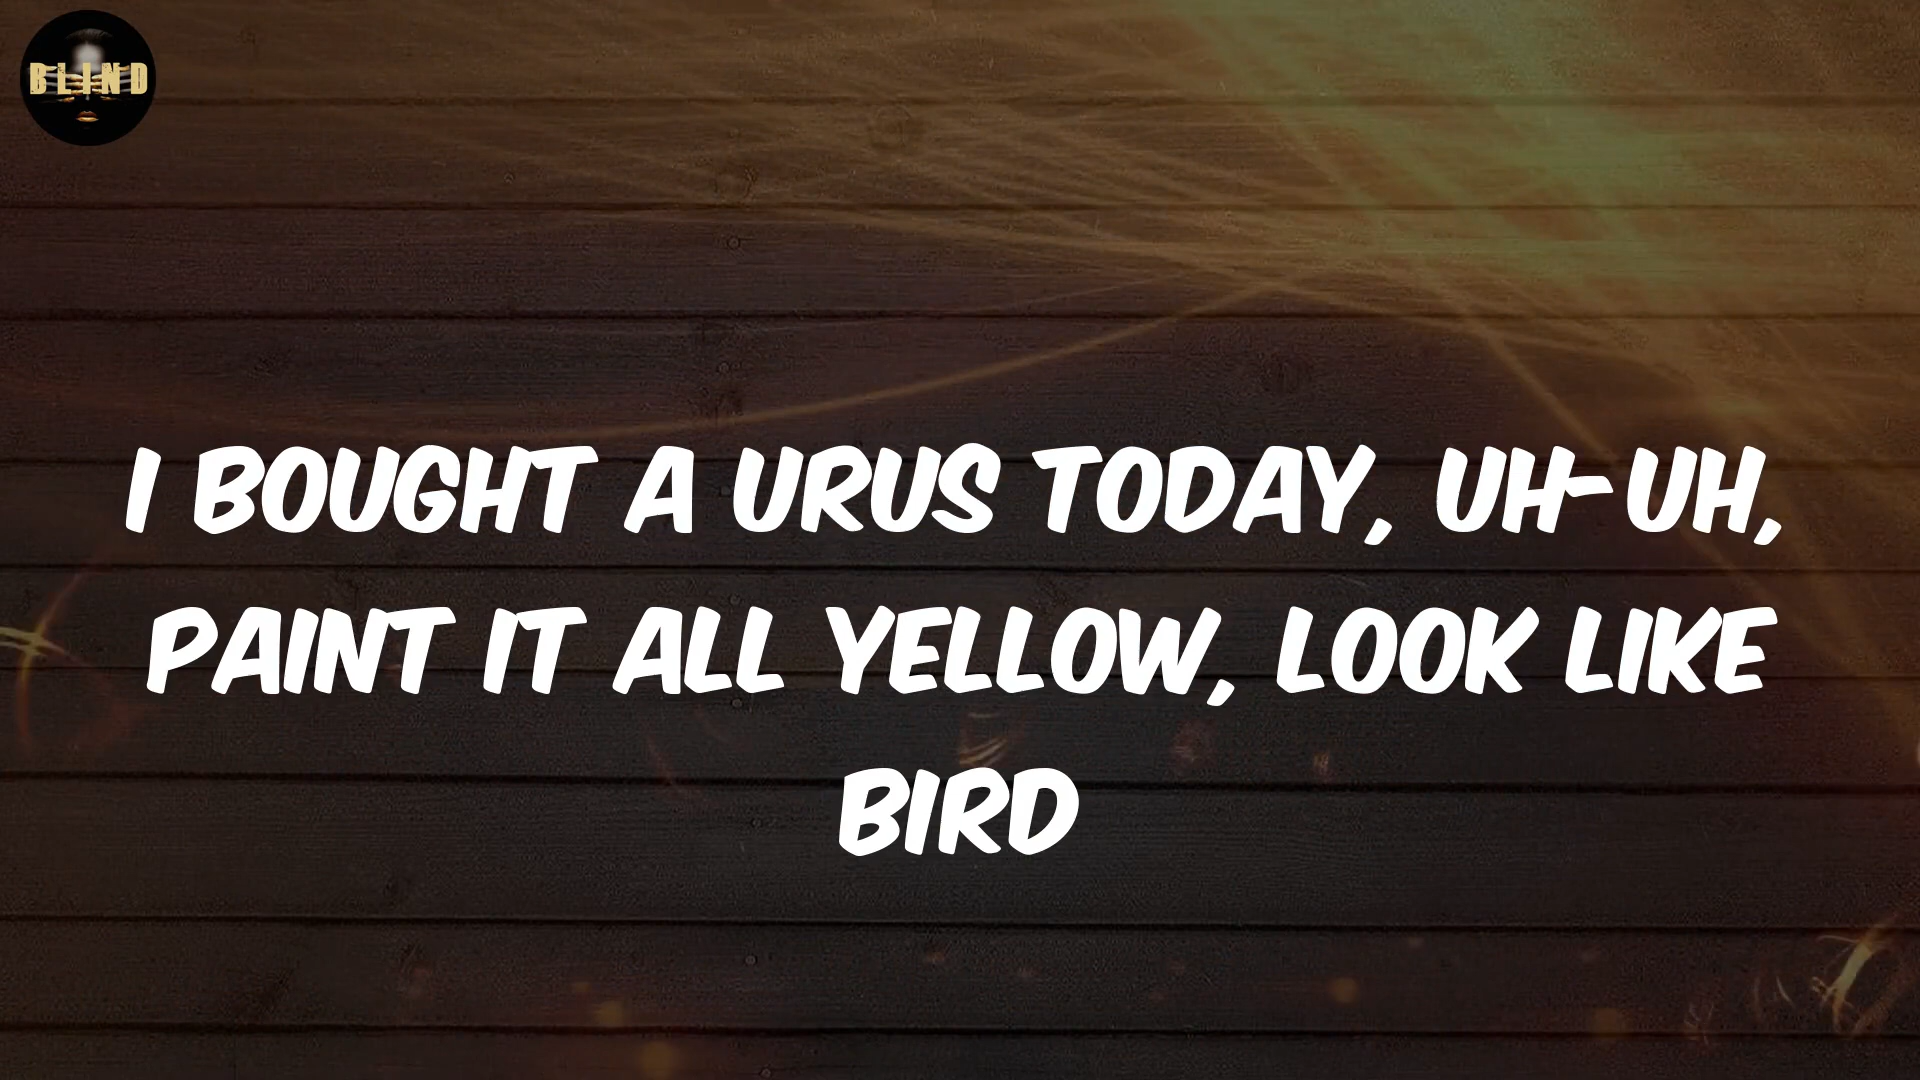 BLIND
I BOUGHT A URUS TODAY, UH-UH,
PAINT IT ALL YELLOW, LOOK LIKE
BIRD